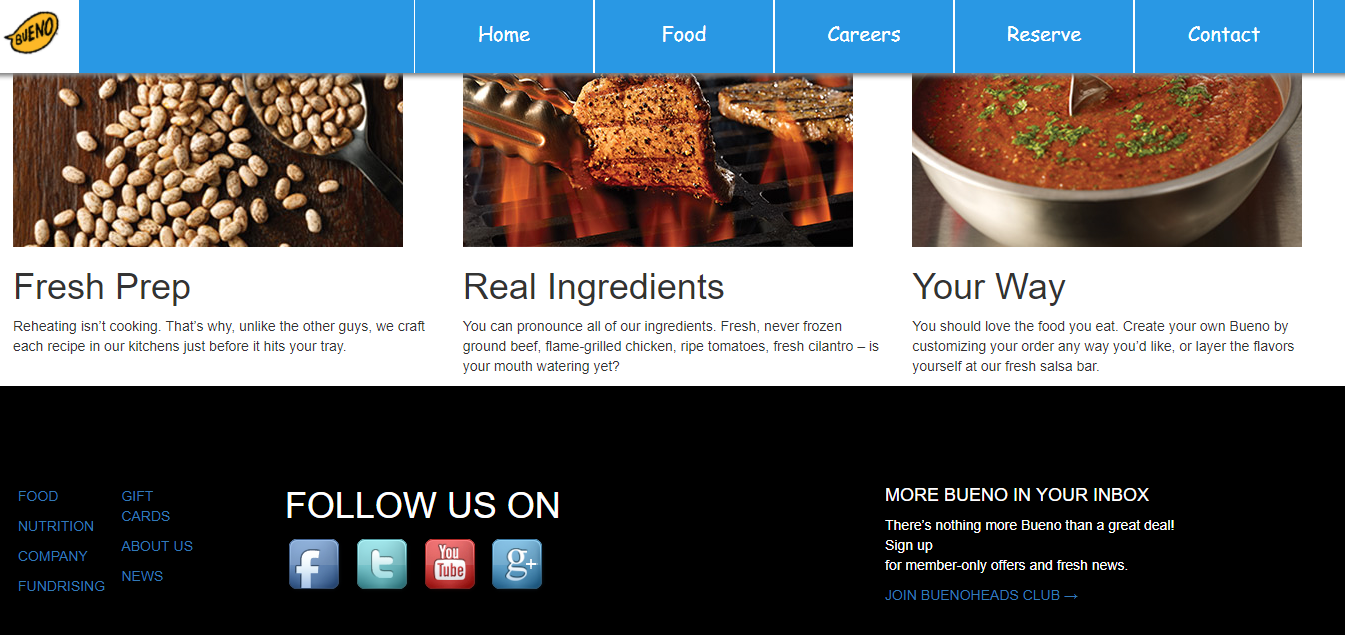 BUENO
Home
Food
Careers
Reserve
Contact
Fresh Prep
Reheating isn’t cooking. That’s why, unlike the other guys, we craft
each recipe in our kitchens just before it hits your tray.
Real Ingredients
You can pronounce all of our ingredients. Fresh, never frozen
ground beef, flame-grilled chicken, ripe tomatoes, fresh cilantro – is
your mouth watering yet?
Your Way
You should love the food you eat. Create your own Bueno by
customizing your order any way you’d like, or layer the flavors
yourself at our fresh salsa bar.
FOOD
NUTRITION
COMPANY
FUNDRISING
GIFT
CARDS
ABOUT US
NEWS
FOLLOW US ON
f
t
You
Tube
g+
MORE BUENO IN YOUR INBOX
There’s nothing more Bueno than a great deal!
Sign up
for member-only offers and fresh news.
JOIN BUENOHEADS CLUB →